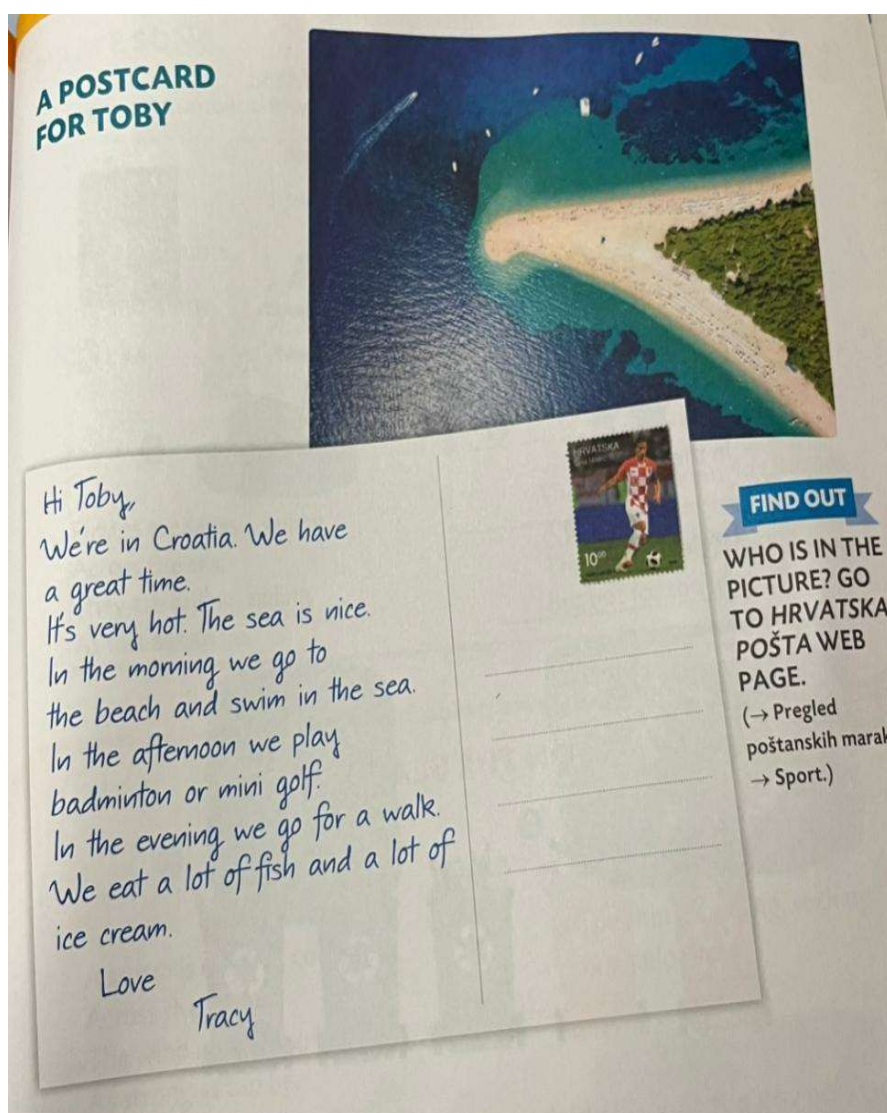 A POSTCARD
FOR TOBY
Hi Toby,
We're in Croatia. We have
a great time.
It's very hot. The sea is nice.
In the morning we go to
the beach and swim in the sea.
In the afternoon we play
badminton or mini golf.
In the evening we go for a walk.
We eat a lot of fish and a lot of
ice cream.
Love
Tracy
HRVATSKA
10⁰⁰
FIND OUT
WHO IS IN THE
PICTURE? GO
TO HRVATSKA
POŠTA WEB
PAGE.
(→ Pregled
poštanskih marak
→ Sport.)